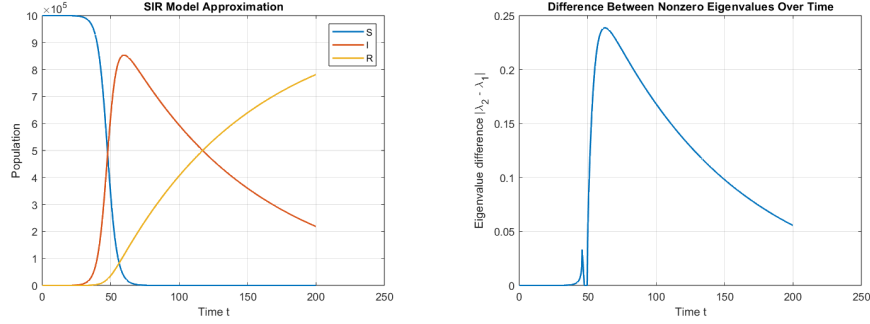 SIR Model Approximation
×10^5
10
9
8
7
6
5
4
3
2
1
0
Population
0 50 100 150 200 250
Time t
S
I
R
Difference Between Nonzero Eigenvalues Over Time
0.25
0.2
0.15
0.1
0.05
0
Eigenvalue difference |λ_2 - λ_1|
0 50 100 150 200 250
Time t